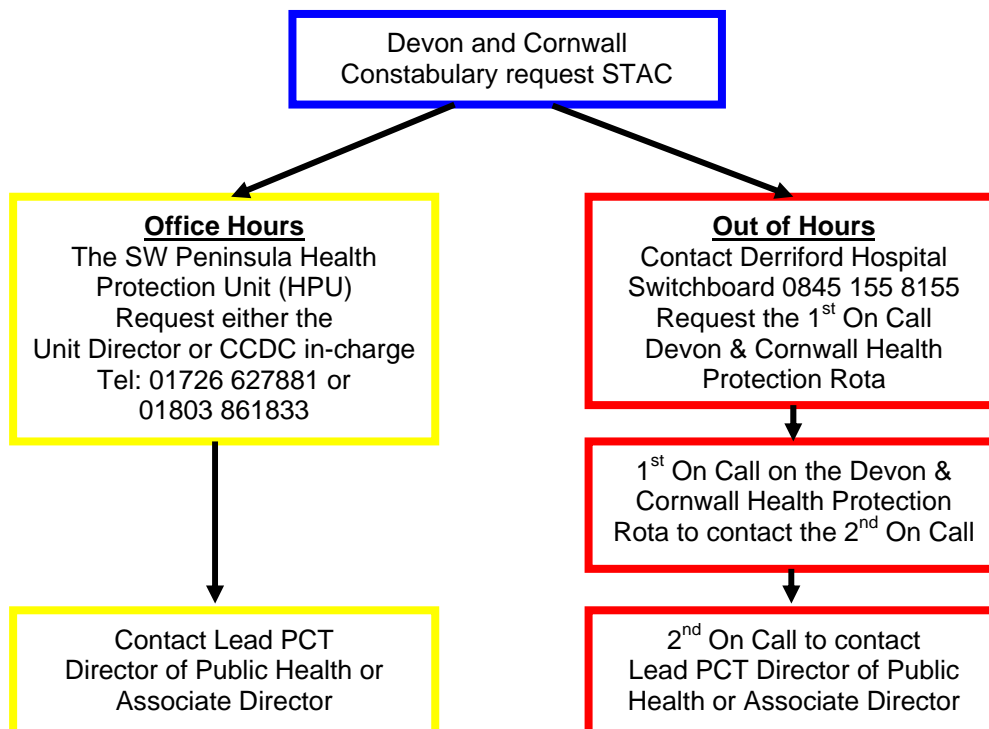 Devon and Cornwall
Constabulary request STAC
Office Hours
The SW Peninsula Health
Protection Unit (HPU)
Request either the
Unit Director or CCDC in-charge
Tel: 01726 627881 or
01803 861833
Out of Hours
Contact Derriford Hospital
Switchboard 0845 155 8155
Request the 1st On Call
Devon & Cornwall Health
Protection Rota
1st On Call on the Devon &
Cornwall Health Protection
Rota to contact the 2nd On Call
Contact Lead PCT
Director of Public Health or
Associate Director
2nd On Call to contact
Lead PCT Director of Public
Health or Associate Director